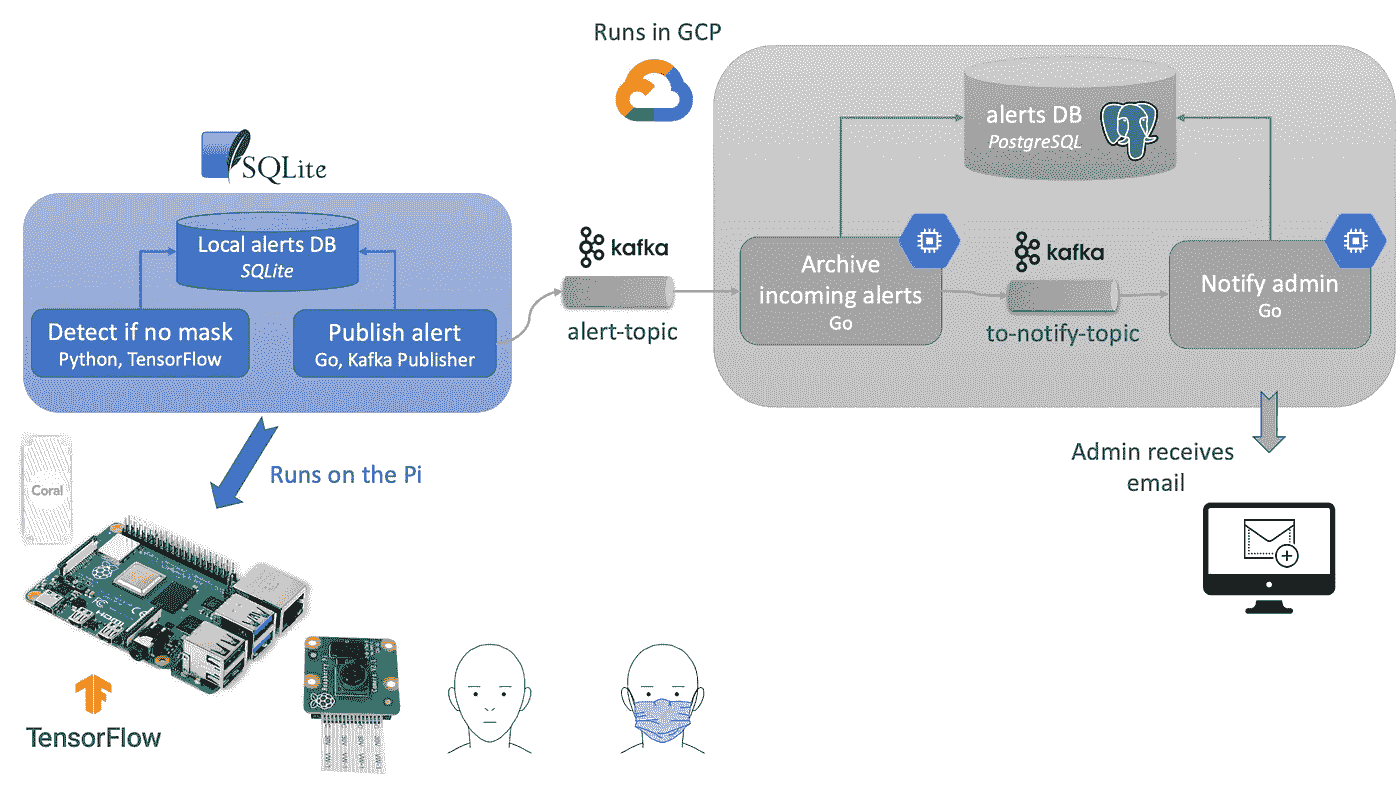 Runs in GCP
alerts DB
PostgreSQL
SQLite
Local alerts DB
SQLite
Detect if no mask
Python, TensorFlow
Publish alert
Go, Kafka Publisher
kafka
alert-topic
Archive
incoming alerts
Go
kafka
to-notify-topic
Notify admin
Go
Runs on the Pi
Admin receives
email
Coral
TensorFlow